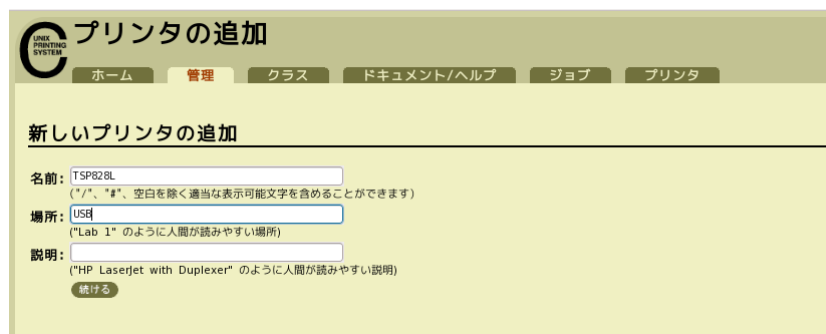 UNIX
PRINTING
SYSTEM
プリンタの追加
ホーム 管理 クラス ドキュメント/ヘルプ ジョブ プリンタ
新しいプリンタの追加
名前: TSP828L
("/"、"#"、空白を除く適当な表示可能文字を含めることができます)
場所: USB
("Lab 1" のように人間が読みやすい場所)
説明:
("HP LaserJet with Duplexer" のように人間が読みやすい説明)
続ける